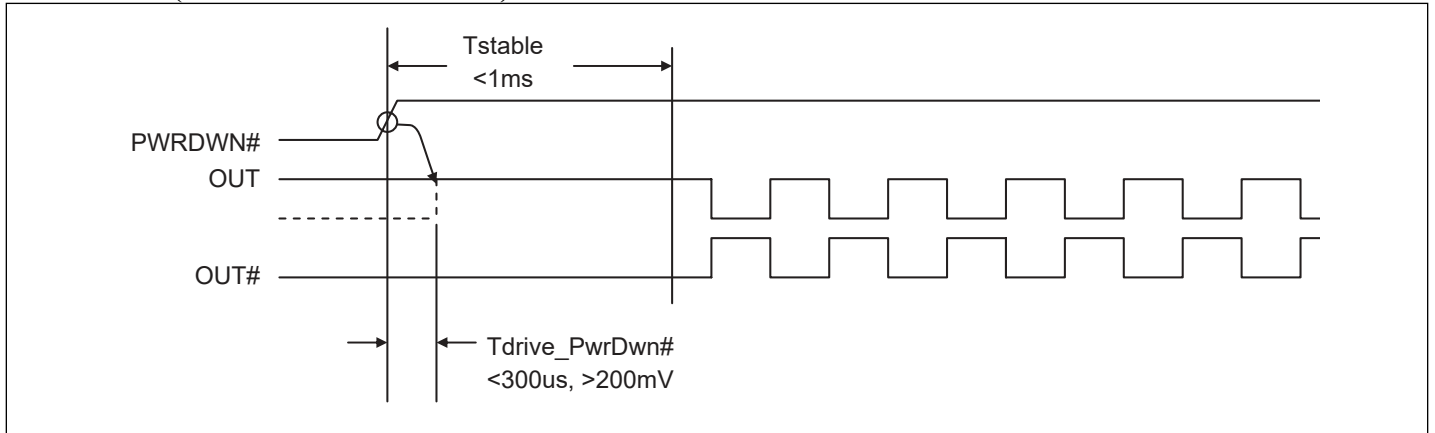 Tstable
<1ms
PWRDWN#
OUT
OUT#
Tdrive_PwrDwn#
<300us, >200mV